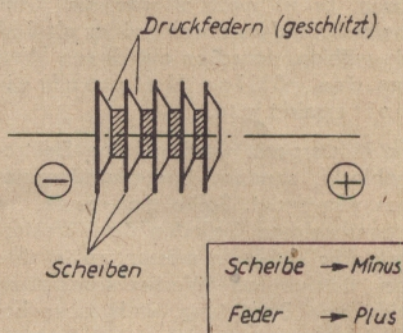 Druckfedern (geschlitzt)
− +
Scheiben
Scheibe → Minus
Feder → Plus